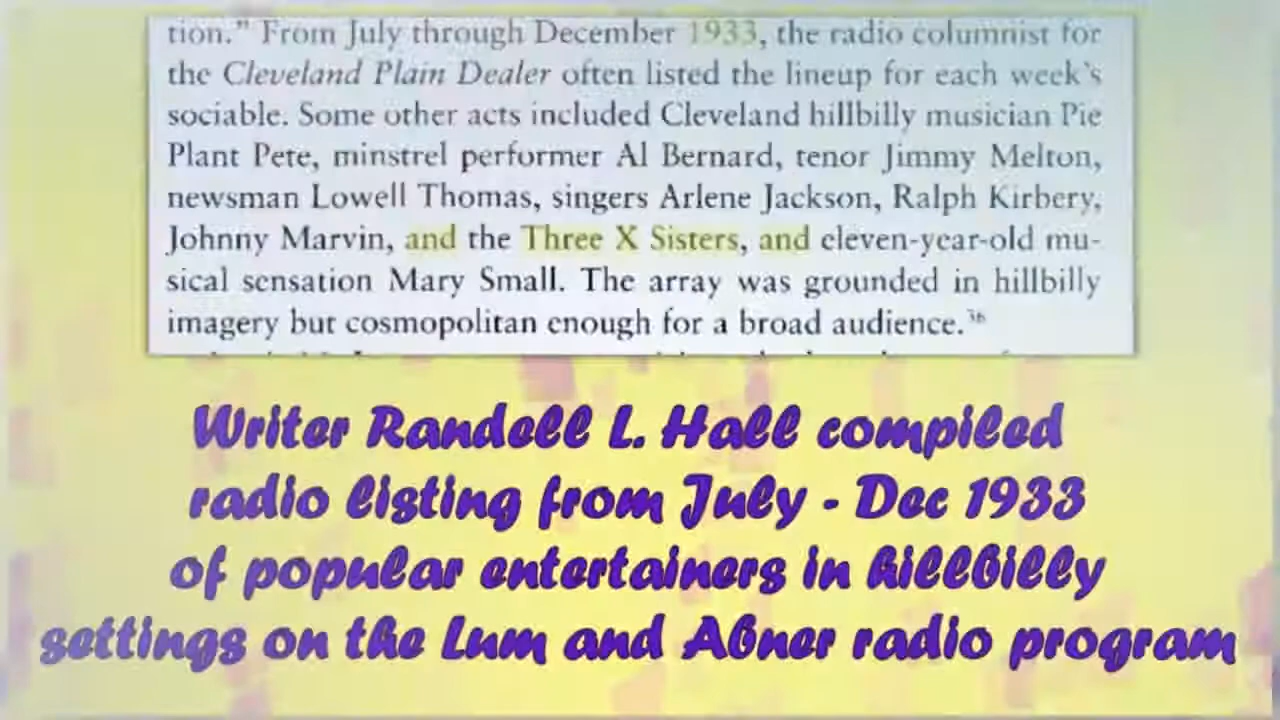 tion.” From July through December 1933, the radio columnist for
the Cleveland Plain Dealer often listed the lineup for each week’s
sociable. Some other acts included Cleveland hillbilly musician Pie
Plant Pete, minstrel performer Al Bernard, tenor Jimmy Melton,
newsman Lowell Thomas, singers Arlene Jackson, Ralph Kirbery,
Johnny Marvin, and the Three X Sisters, and eleven-year-old mu-
sical sensation Mary Small. The array was grounded in hillbilly
imagery but cosmopolitan enough for a broad audience.36
Writer Randell L. Hall compiled
radio listing from July - Dec 1933
of popular entertainers in hillbilly
settings on the Lum and Abner radio program